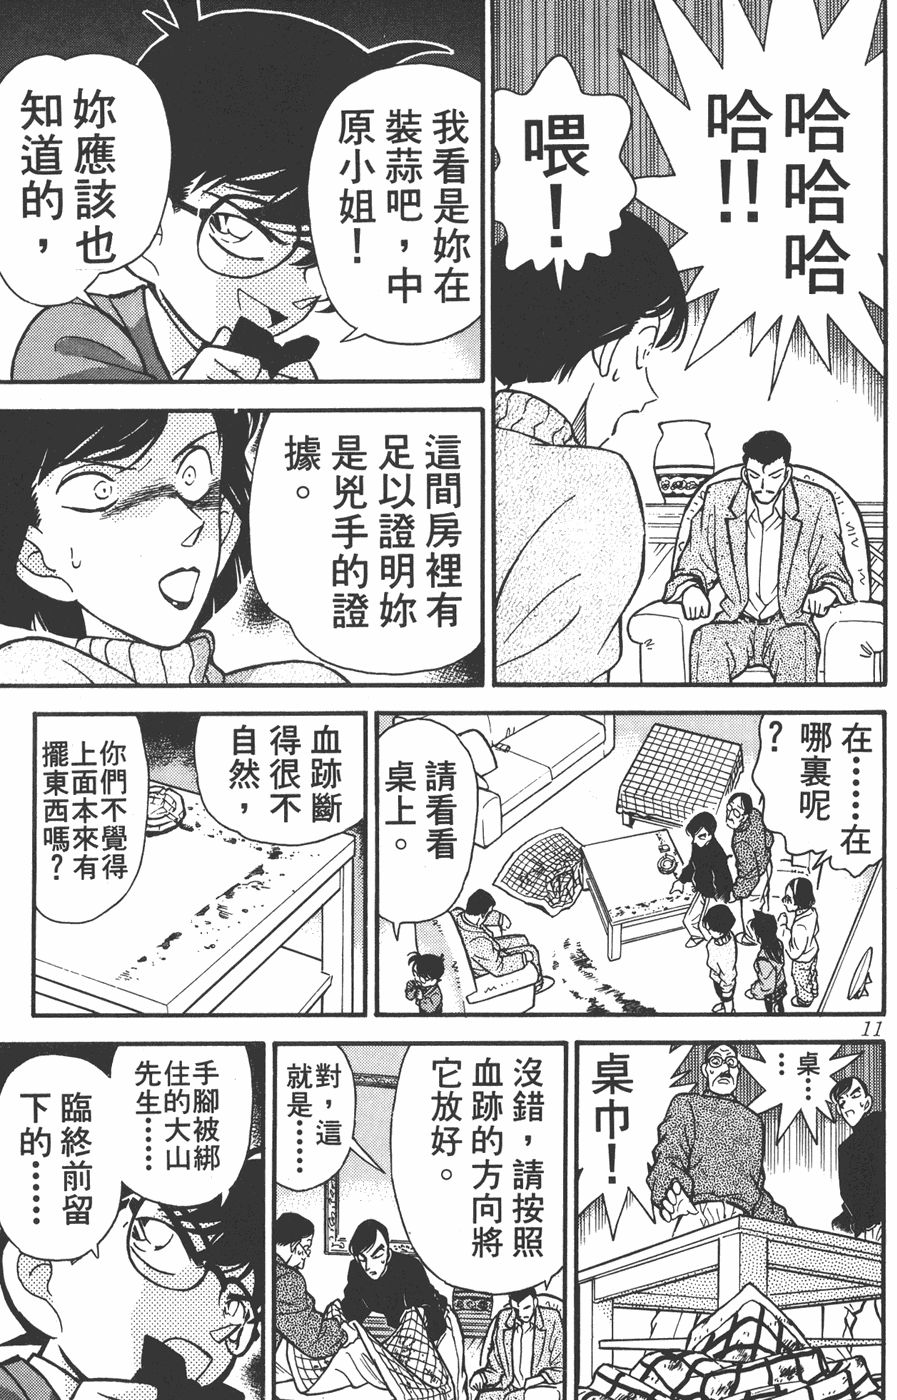 哈哈哈
哈!!
喂！
我看是妳在
裝蒜吧，中
原小姐！
妳應該也
知道的，
這間房裡有
足以證明妳
是兇手的證
據。
在……在
哪裏呢
？
請看看
桌上。
血跡斷
得很不
自然，
你們不覺得
上面本來有
擺東西嗎？
11
桌…
…
桌巾！
沒錯，請按照
血跡的方向將
它放好。
對，這
就是……
手腳被綁
住的大山
先生……
臨終前留
下的……